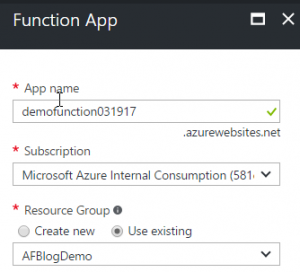 Function App
* App name
demofunction031917
.azurewebsites.net
* Subscription
Microsoft Azure Internal Consumption (581
* Resource Group
Create new Use existing
AFBlogDemo